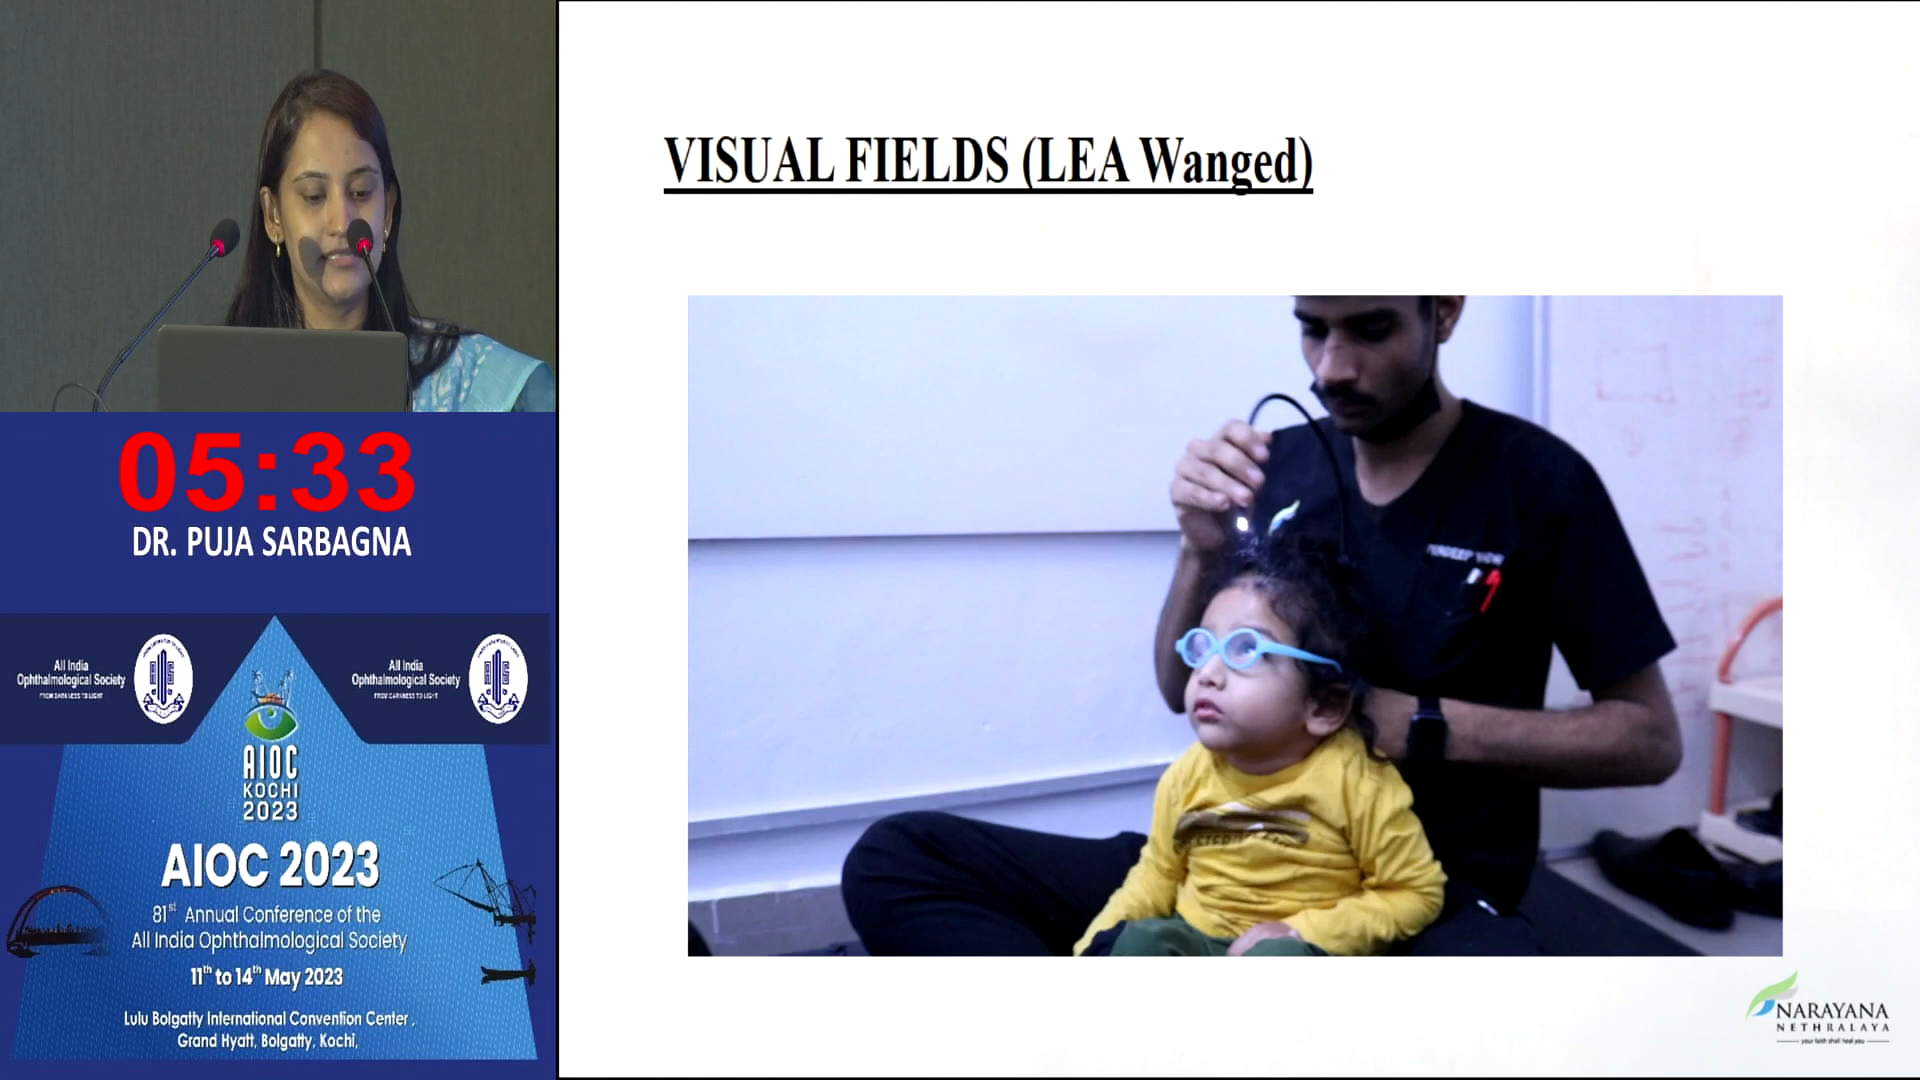 VISUAL FIELDS (LEA Wanged)
05:33
DR. PUJA SARBAGNA
All India
Ophthalmological Society
FROM DARKNESS TO LIGHT
All India
Ophthalmological Society
FROM DARKNESS TO LIGHT
AIOC
KOCHI
2023
AIOC 2023
81st Annual Conference of the
All India Ophthalmological Society
11th to 14th May 2023
Lulu Bolgatty International Convention Center,
Grand Hyatt, Bolgatty, Kochi,
NARAYANA
NETHRALAYA
your faith shall heal you